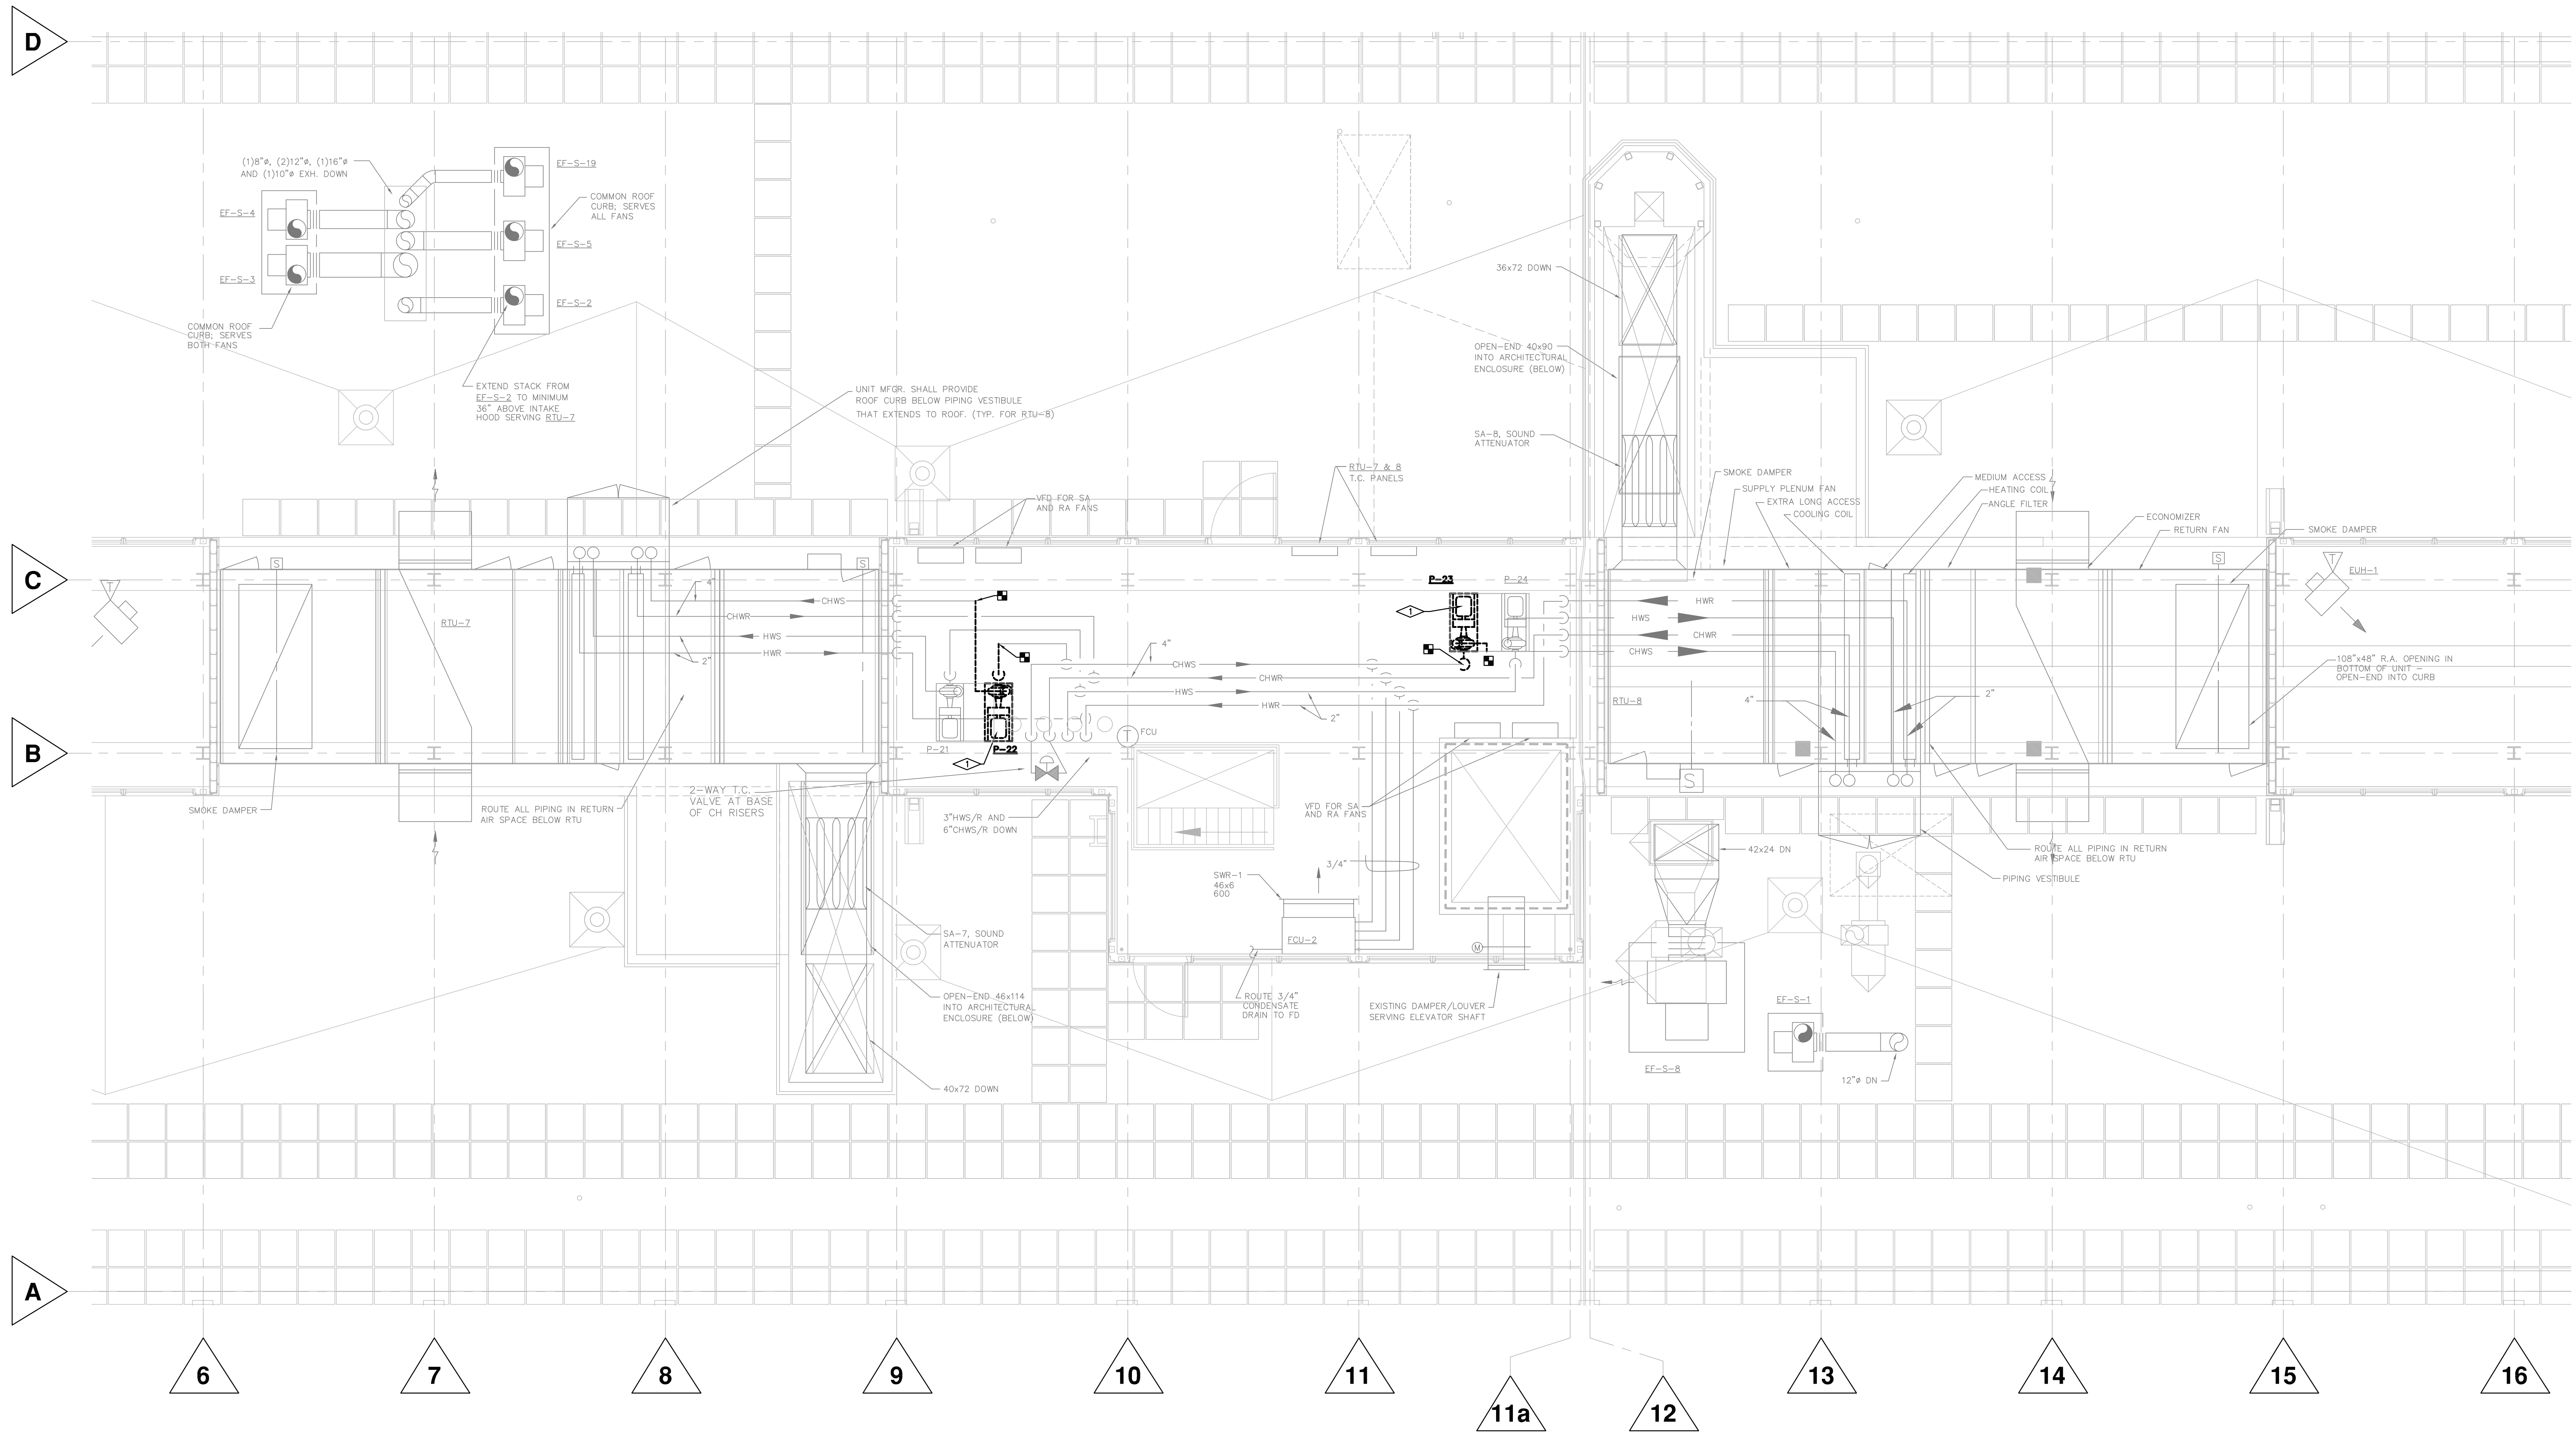 D
(1)8"ø, (2)12"ø, (1)16"ø
AND (1)10"ø EXH. DOWN
EF-S-19
COMMON ROOF
CURB; SERVES
ALL FANS
EF-S-4
EF-S-5
EF-S-3
EF-S-2
COMMON ROOF
CURB; SERVES
BOTH FANS
EXTEND STACK FROM
EF-S-2 TO MINIMUM
36" ABOVE INTAKE
HOOD SERVING RTU-7
UNIT MFGR. SHALL PROVIDE
ROOF CURB BELOW PIPING VESTIBULE
THAT EXTENDS TO ROOF. (TYP. FOR RTU-8)
36x72 DOWN
OPEN-END 40x90
INTO ARCHITECTURAL
ENCLOSURE (BELOW)
SA-8, SOUND
ATTENUATOR
RTU-7 & 8
T.C. PANELS
VFD FOR SA
AND RA FANS
SMOKE DAMPER
SUPPLY PLENUM FAN
EXTRA LONG ACCESS
COOLING COIL
MEDIUM ACCESS
HEATING COIL
ANGLE FILTER
ECONOMIZER
RETURN FAN
SMOKE DAMPER
C
T
S
S
S
T
EUH-1
RTU-7
4"
CHWS
CHWR
HWS
HWR
2"
P-23
P-24
1
HWR
HWS
CHWR
CHWS
4"
CHWS
CHWR
HWS
HWR
2"
108"x48" R.A. OPENING IN
BOTTOM OF UNIT -
OPEN-END INTO CURB
RTU-8
4"
2"
B
P-21
P-22
1
T
FCU
S
SMOKE DAMPER
ROUTE ALL PIPING IN RETURN
AIR SPACE BELOW RTU
2-WAY T.C.
VALVE AT BASE
OF CH RISERS
3"HWS/R AND
6"CHWS/R DOWN
VFD FOR SA
AND RA FANS
3/4"
SWR-1
46x6
600
FCU-2
M
42x24 DN
ROUTE ALL PIPING IN RETURN
AIR SPACE BELOW RTU
PIPING VESTIBULE
SA-7, SOUND
ATTENUATOR
OPEN-END 46x114
INTO ARCHITECTURAL
ENCLOSURE (BELOW)
ROUTE 3/4"
CONDENSATE
DRAIN TO FD
EXISTING DAMPER/LOUVER
SERVING ELEVATOR SHAFT
EF-S-1
EF-S-8
12"ø DN
40x72 DOWN
A
6
7
8
9
10
11
11a
12
13
14
15
16